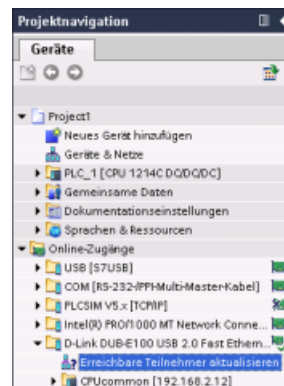 Projektnavigation
Geräte
Project1
Neues Gerät hinzufügen
Geräte & Netze
PLC_1 [CPU 1214C DC/DC/DC]
Gemeinsame Daten
Dokumentationseinstellungen
Sprachen & Ressourcen
Online-Zugänge
USB [S7USB]
COM [RS-232-/PPI-Multi-Master-Kabel]
PLCSIM V5.x [TCP/IP]
Intel(R) PRO/1000 MT Network Conne...
D-Link DUB-E100 USB 2.0 Fast Ethern...
Erreichbare Teilnehmer aktualisieren
CPUcommon [192.168.2.12]